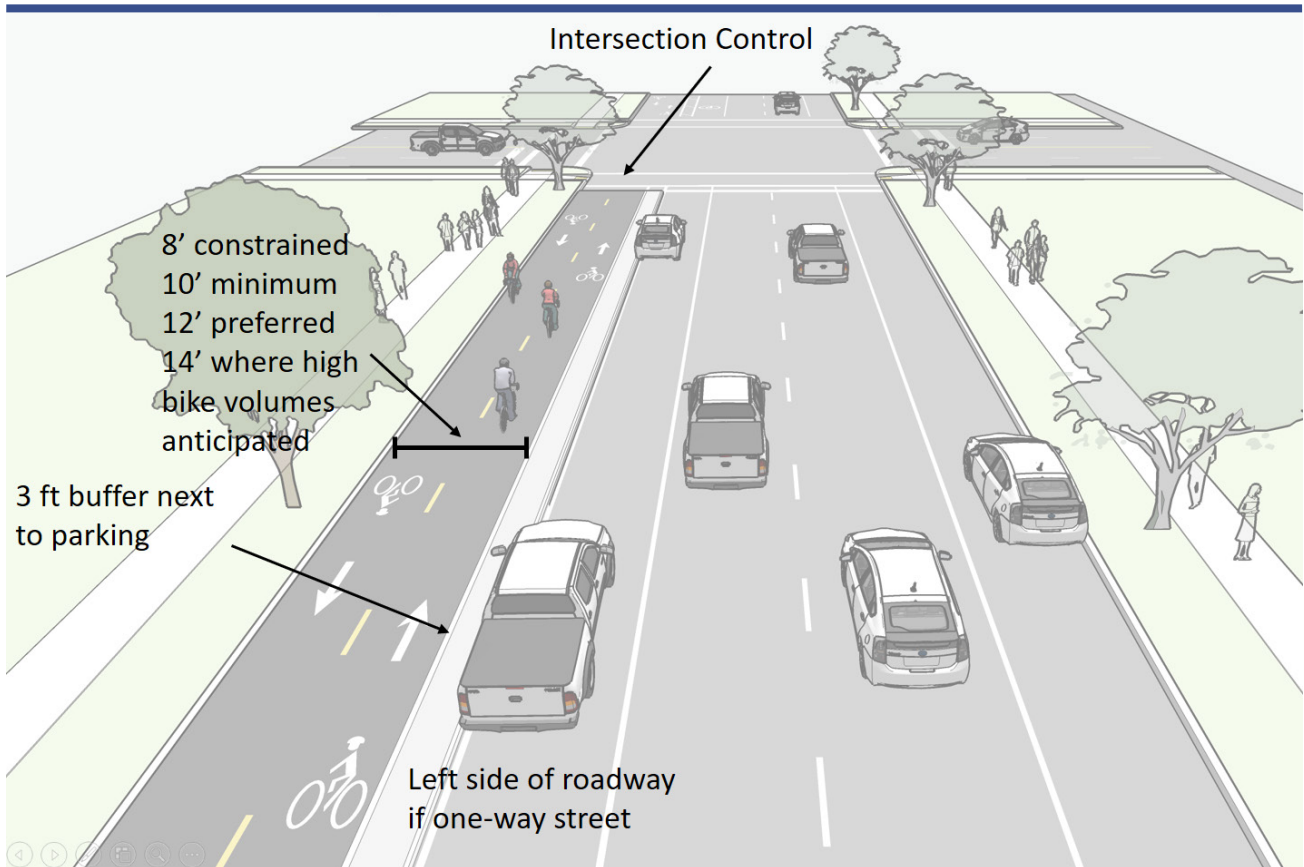 Intersection Control
8’ constrained
10’ minimum
12’ preferred
14’ where high
bike volumes
anticipated
3 ft buffer next
to parking
Left side of roadway
if one-way street